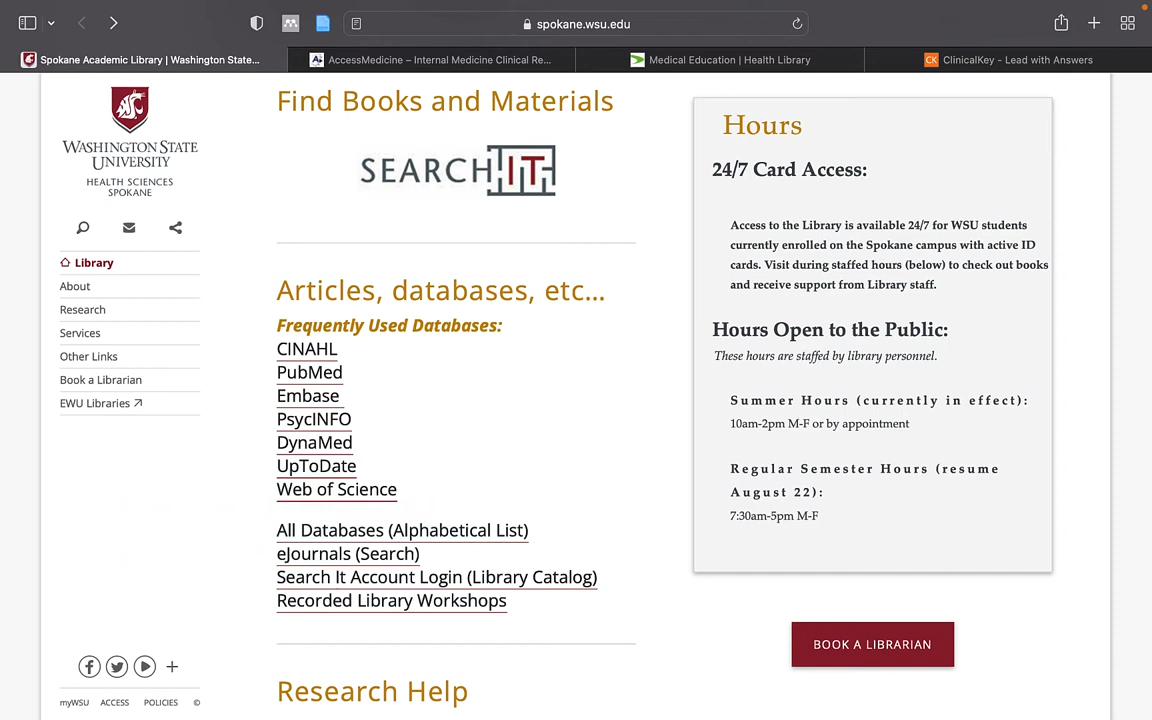 spokane.wsu.edu
Spokane Academic Library | Washington State...
AccessMedicine – Internal Medicine Clinical Re...
Medical Education | Health Library
CK ClinicalKey - Lead with Answers
WASHINGTON STATE
UNIVERSITY
HEALTH SCIENCES
SPOKANE
Library
About
Research
Services
Other Links
Book a Librarian
EWU Libraries
myWSU ACCESS POLICIES ©
Find Books and Materials
SEARCH IT
Articles, databases, etc...
Frequently Used Databases:
CINAHL
PubMed
Embase
PsycINFO
DynaMed
UpToDate
Web of Science
All Databases (Alphabetical List)
eJournals (Search)
Search It Account Login (Library Catalog)
Recorded Library Workshops
Research Help
Hours
24/7 Card Access:
Access to the Library is available 24/7 for WSU students
currently enrolled on the Spokane campus with active ID
cards. Visit during staffed hours (below) to check out books
and receive support from Library staff.
Hours Open to the Public:
These hours are staffed by library personnel.
Summer Hours (currently in effect):
10am-2pm M-F or by appointment
Regular Semester Hours (resume
August 22):
7:30am-5pm M-F
BOOK A LIBRARIAN